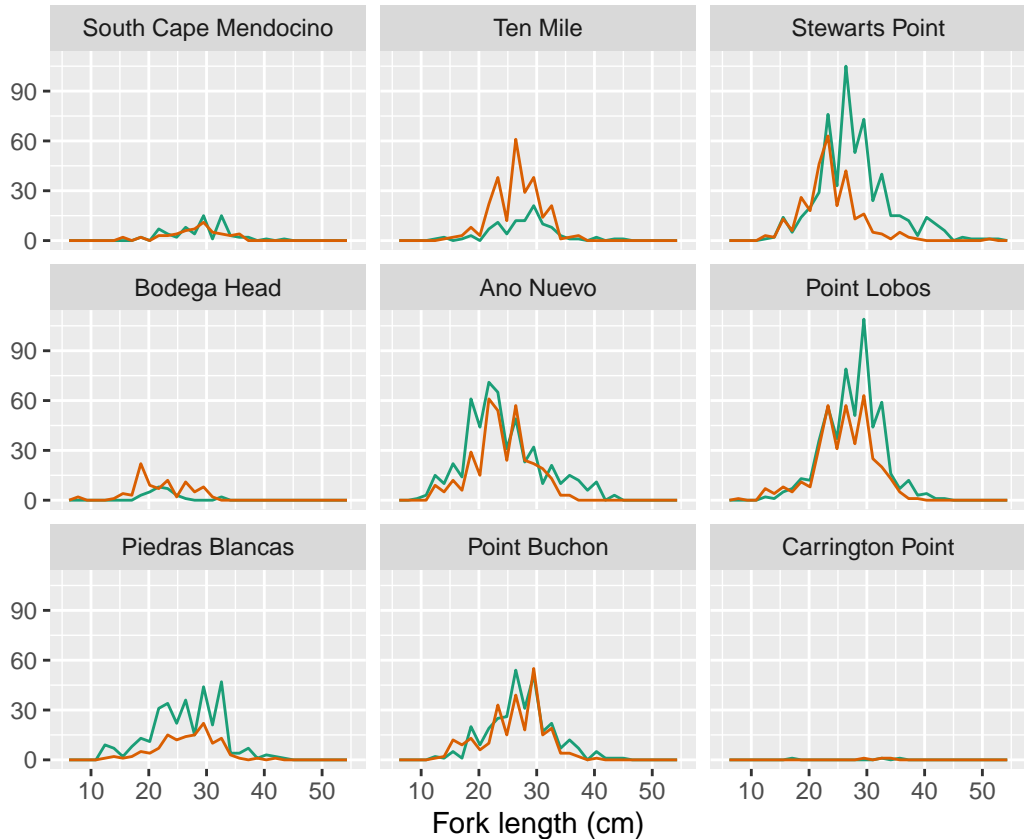 South Cape Mendocino
Ten Mile
Stewarts Point
90
60
30
0
Bodega Head
Ano Nuevo
Point Lobos
90
60
30
0
Piedras Blancas
Point Buchon
Carrington Point
90
60
30
0
10 20 30 40 50 10 20 30 40 50 10 20 30 40 50
Fork length (cm)